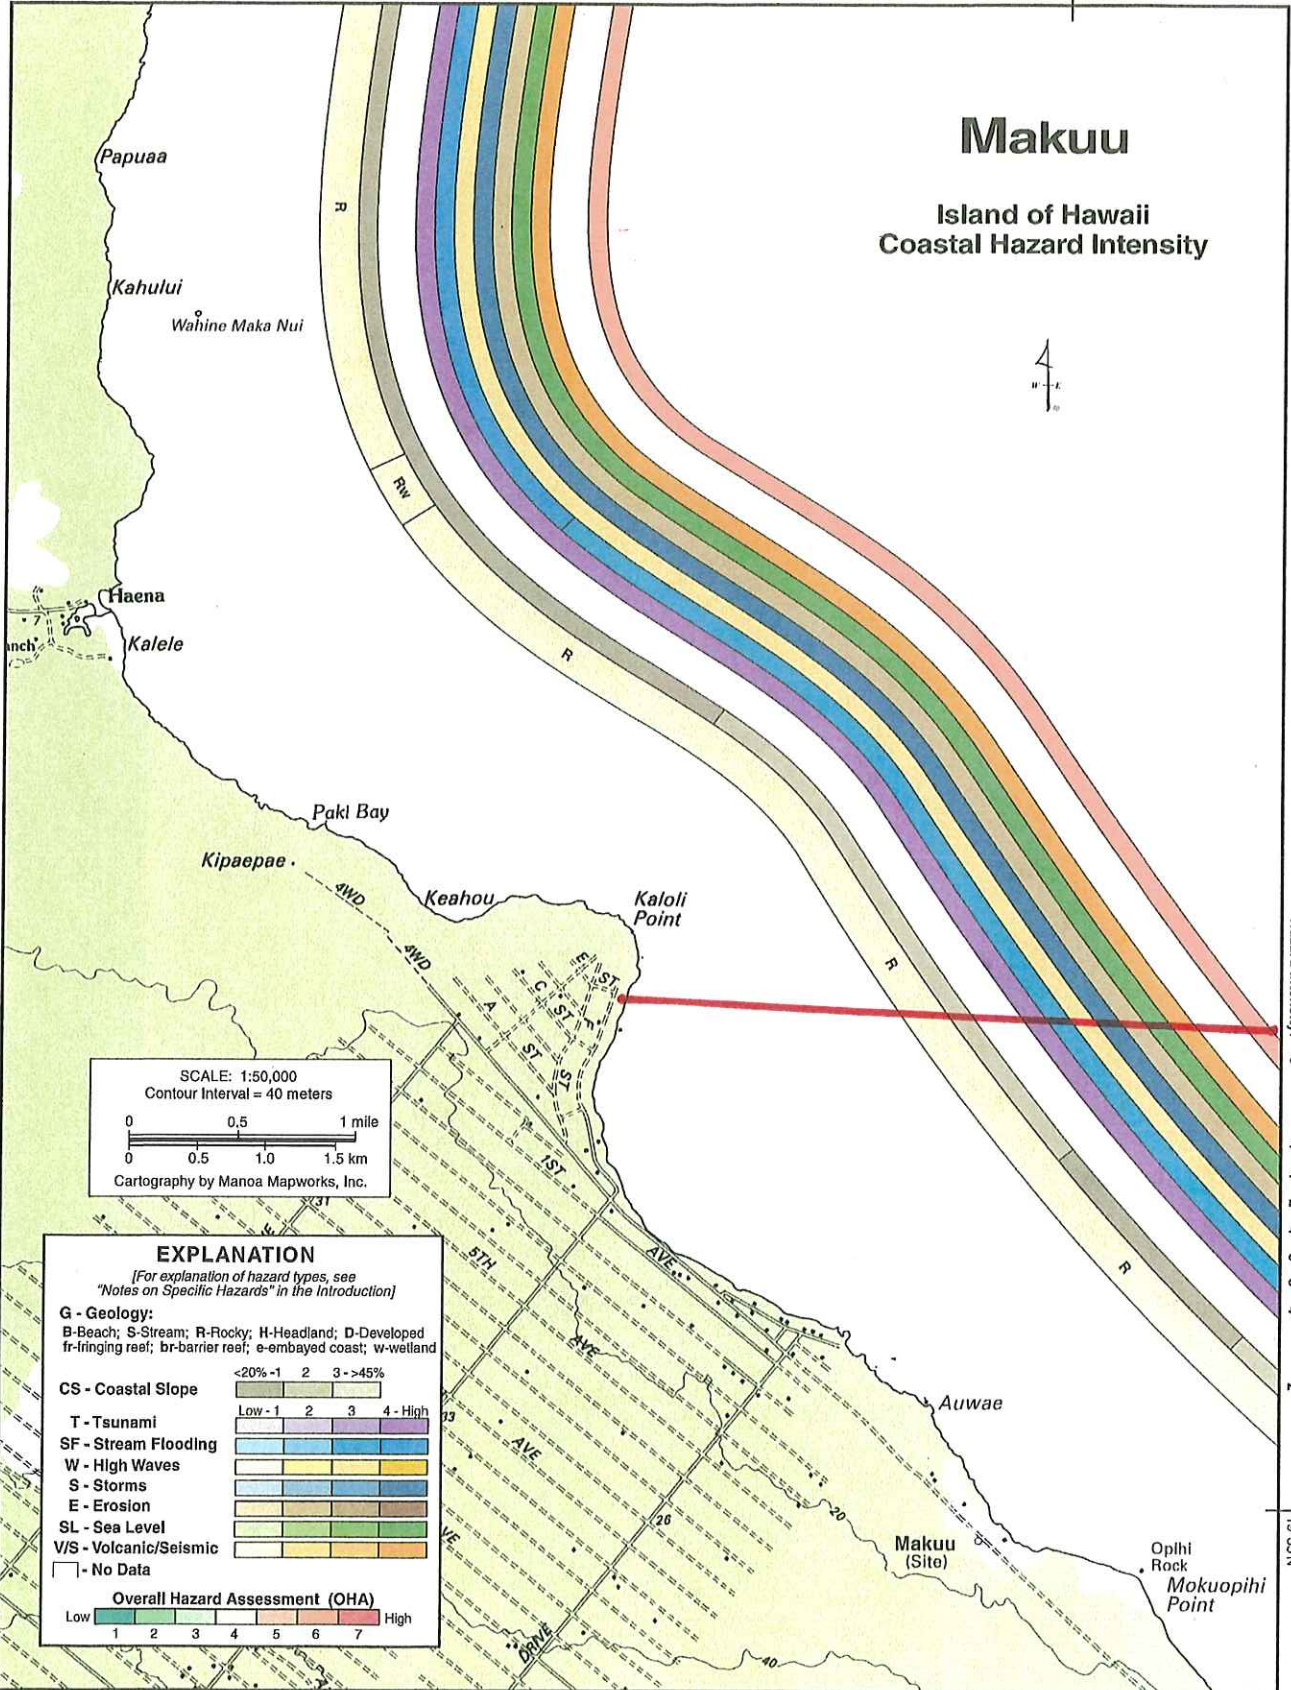 Makuu
Island of Hawaii
Coastal Hazard Intensity
W E
Papuaa
Kahului
Wahine Maka Nui
R
Rw
R
R
R
Haena
7
anch
Kalele
Paki Bay
Kipaepae
4WD
Keahou
Kaloli
Point
4WD
E ST
C ST
F ST
A ST
1ST
AVE
5TH
AVE
AVE
31
33
26
20
40
DRIVE
Auwae
Makuu
(Site)
Opihi
Rock
Mokuopihi
Point
SCALE: 1:50,000
Contour Interval = 40 meters
0 0.5 1 mile
0 0.5 1.0 1.5 km
Cartography by Manoa Mapworks, Inc.
EXPLANATION
[For explanation of hazard types, see
"Notes on Specific Hazards" in the Introduction]
G - Geology:
B-Beach; S-Stream; R-Rocky; H-Headland; D-Developed
fr-fringing reef; br-barrier reef; e-embayed coast; w-wetland
<20% -1 2 3 - >45%
CS - Coastal Slope
Low - 1 2 3 4 - High
T - Tsunami
SF - Stream Flooding
W - High Waves
S - Storms
E - Erosion
SL - Sea Level
V/S - Volcanic/Seismic
- No Data
Overall Hazard Assessment (OHA)
Low High
1 2 3 4 5 6 7